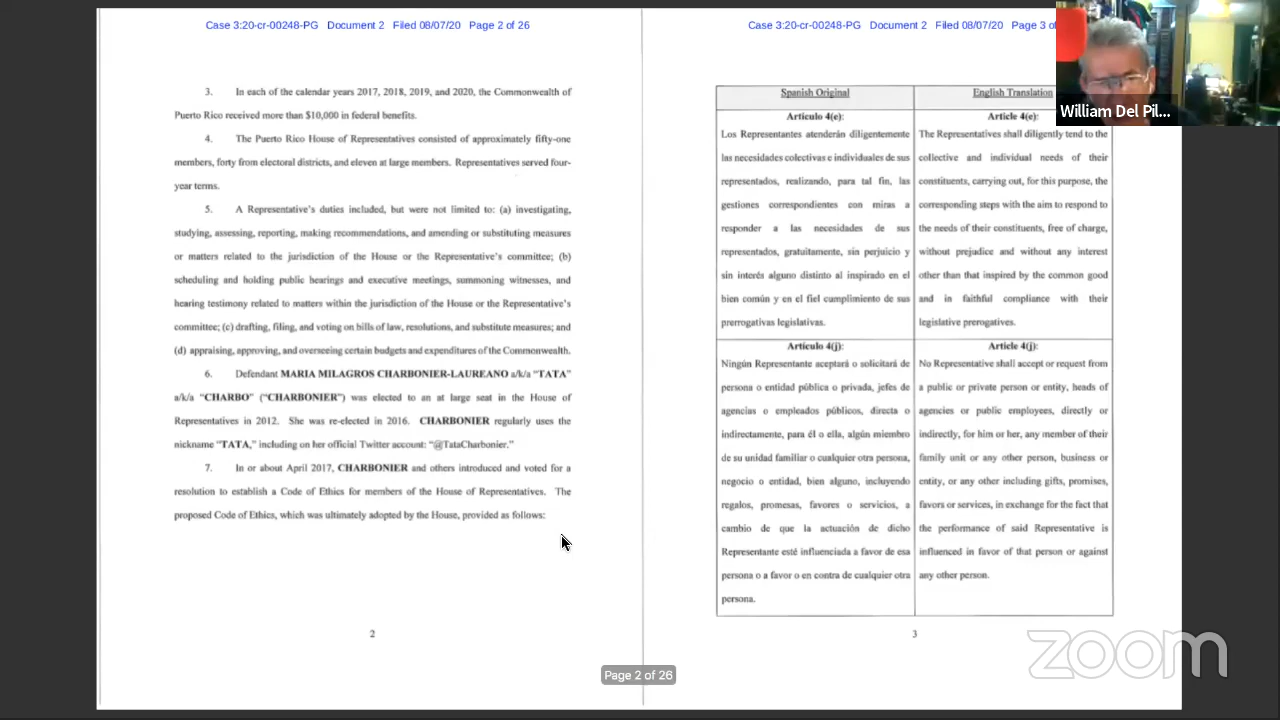 Case 3:20-cr-00248-PG Document 2 Filed 08/07/20 Page 2 of 26
3. In each of the calendar years 2017, 2018, 2019, and 2020, the Commonwealth of
Puerto Rico received more than $10,000 in federal benefits.
4. The Puerto Rico House of Representatives consisted of approximately fifty-one
members, forty from electoral districts, and eleven at large members. Representatives served four-
year terms.
5. A Representative's duties included, but were not limited to: (a) investigating,
studying, assessing, reporting, making recommendations, and amending or substituting measures
or matters related to the jurisdiction of the House or the Representative's committee; (b)
scheduling and holding public hearings and executive meetings, summoning witnesses, and
hearing testimony related to matters within the jurisdiction of the House or the Representative's
committee; (c) drafting, filing, and voting on bills of law, resolutions, and substitute measures; and
(d) appraising, approving, and overseeing certain budgets and expenditures of the Commonwealth.
6. Defendant MARIA MILAGROS CHARBONIER-LAUREANO a/k/a "TATA"
a/k/a "CHARBO" ("CHARBONIER") was elected to an at large seat in the House of
Representatives in 2012. She was re-elected in 2016. CHARBONIER regularly uses the
nickname "TATA," including on her official Twitter account: "@TataCharbonier."
7. In or about April 2017, CHARBONIER and others introduced and voted for a
resolution to establish a Code of Ethics for members of the House of Representatives. The
proposed Code of Ethics, which was ultimately adopted by the House, provided as follows:
2
Case 3:20-cr-00248-PG Document 2 Filed 08/07/20 Page 3 of
Spanish Original
Artículo 4(e):
Los Representantes atenderán diligentemente
las necesidades colectivas e individuales de sus
representados, realizando, para tal fin, las
gestiones correspondientes con miras a
responder a las necesidades de sus
representados, gratuitamente, sin perjuicio y
sin interés alguno distinto al inspirado en el
bien común y en el fiel cumplimiento de sus
prerrogativas legislativas.
English Translation
Article 4(e):
The Representatives shall diligently tend to the
collective and individual needs of their
constituents, carrying out, for this purpose, the
corresponding steps with the aim to respond to
the needs of their constituents, free of charge,
without prejudice and without any interest
other than that inspired by the common good
and in faithful compliance with their
legislative prerogatives.
Artículo 4(j):
Ningún Representante aceptará o solicitará de
persona o entidad pública o privada, jefes de
agencias o empleados públicos, directa o
indirectamente, para él o ella, algún miembro
de su unidad familiar o cualquier otra persona,
negocio o entidad, bien alguno, incluyendo
regalos, promesas, favores o servicios, a
cambio de que la actuación de dicho
Representante esté influenciada a favor de esa
persona o a favor o en contra de cualquier otra
persona.
Article 4(j):
No Representative shall accept or request from
a public or private person or entity, heads of
agencies or public employees, directly or
indirectly, for him or her, any member of their
family unit or any other person, business or
entity, or any other including gifts, promises,
favors or services, in exchange for the fact that
the performance of said Representative is
influenced in favor of that person or against
any other person.
3
William Del Pil...
Page 2 of 26
zoom